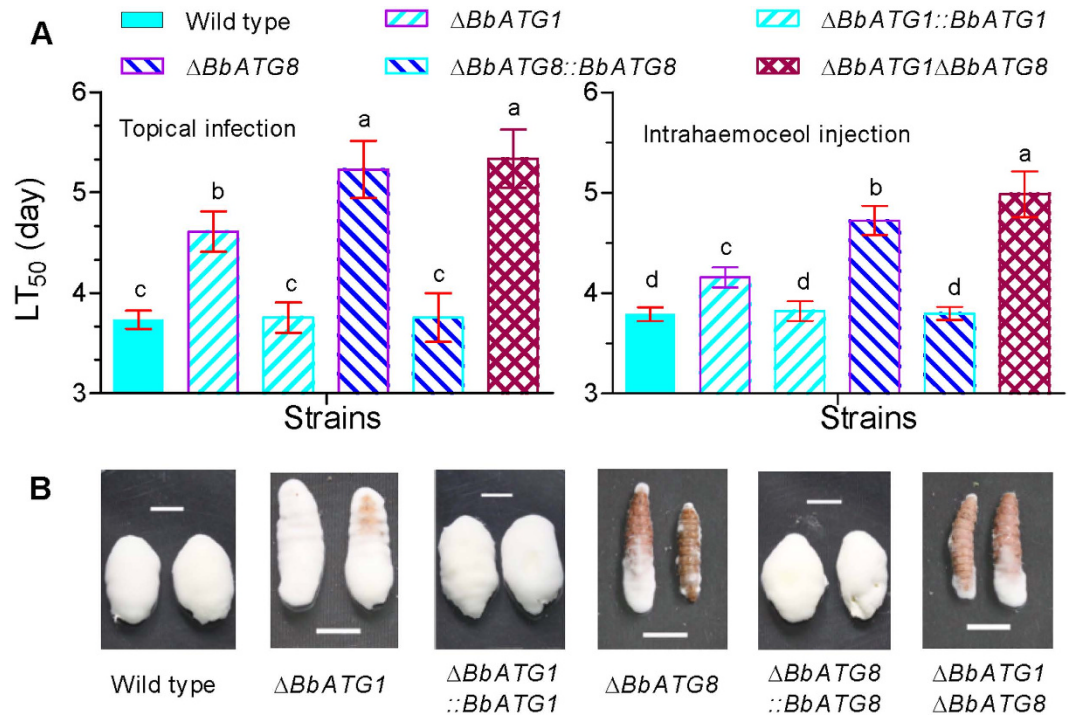 A
Wild type
ΔBbATG1
ΔBbATG1::BbATG1
ΔBbATG8
ΔBbATG8::BbATG8
ΔBbATG1ΔBbATG8
LT50 (day)
6
5
4
3
Topical infection
c
b
c
a
c
a
Strains
6
5
4
3
Intrahaemoceol injection
d
c
d
b
d
a
Strains
B
Wild type
ΔBbATG1
ΔBbATG1
::BbATG1
ΔBbATG8
ΔBbATG8
::BbATG8
ΔBbATG1
ΔBbATG8